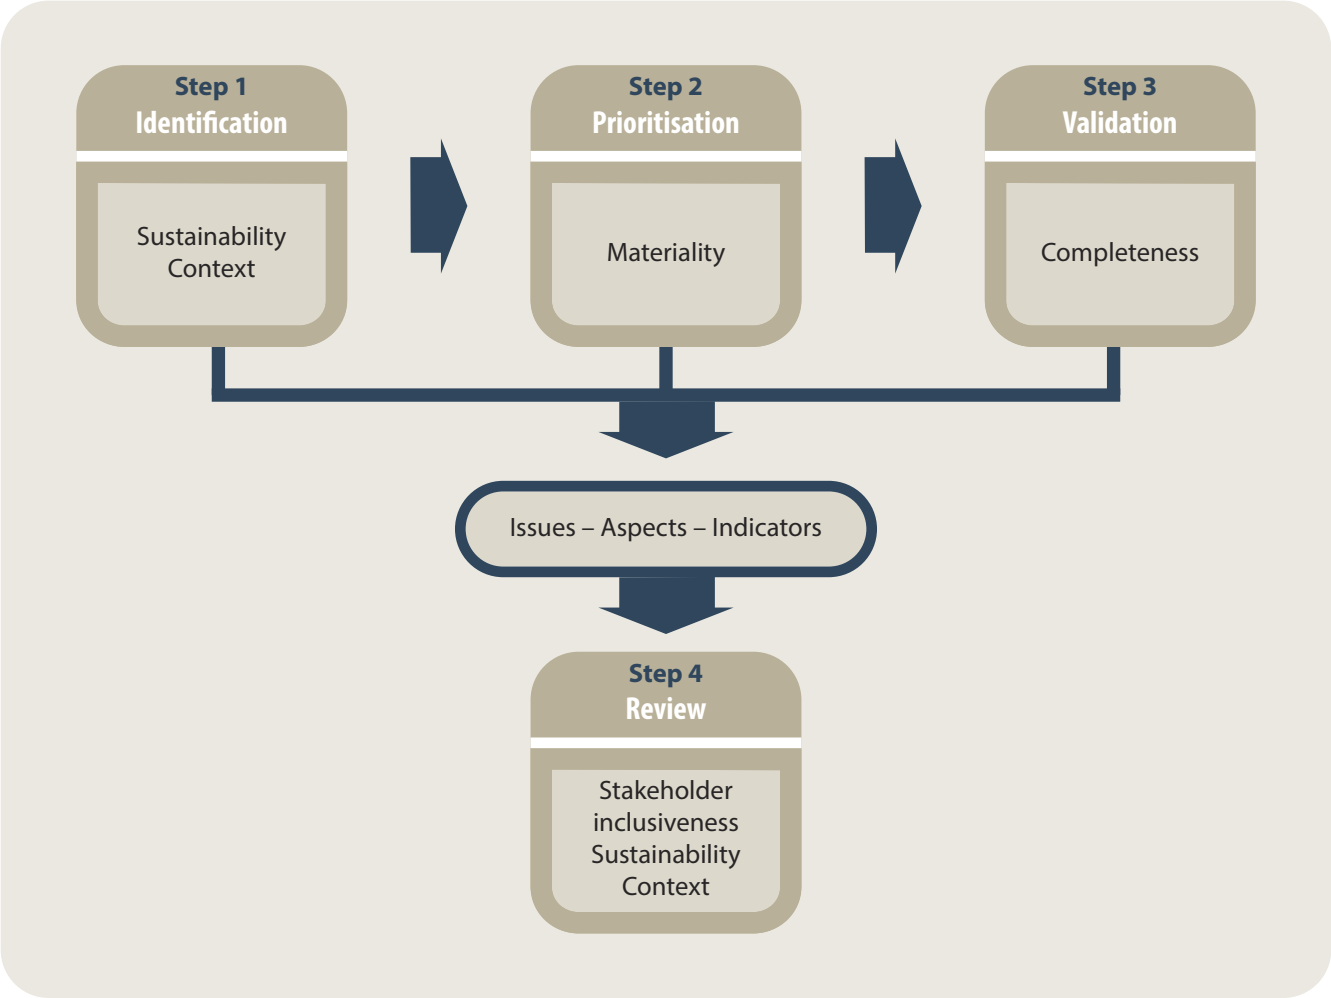 Step 1
Identification
Sustainability
Context
Step 2
Prioritisation
Materiality
Step 3
Validation
Completeness
Issues – Aspects – Indicators
Step 4
Review
Stakeholder
inclusiveness
Sustainability
Context